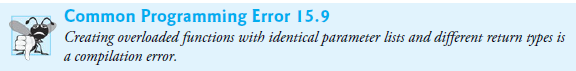 Common Programming Error 15.9
Creating overloaded functions with identical parameter lists and different return types is
a compilation error.